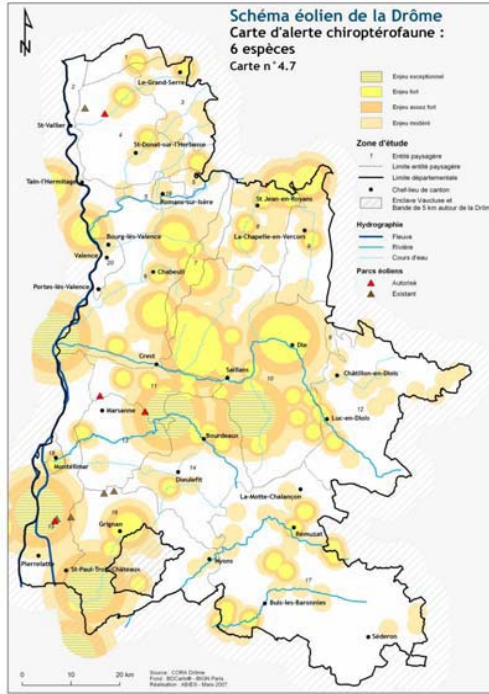 Schéma éolien de la Drôme
Carte d'alerte chiroptérofaune :
6 espèces
Carte n°4.7
N
Enjeu exceptionnel
Enjeu fort
Enjeu assez fort
Enjeu modéré
Zone d'étude
Entité paysagère
Limite entité paysagère
Limite départementale
Chef-lieu de canton
Enclave Vaucluse et
Bande de 5 km autour de la Drôme
Hydrographie
Fleuve
Rivière
Cours d'eau
Parcs éoliens
Autorisé
Existant
Le-Grand-Serre
St-Vallier
St-Donat-sur-l'Herbasse
Tain-l'Hermitage
Romans-sur-Isère
St Jean-en-Royans
Bourg-lès-Valence
La-Chapelle-en-Vercors
Valence
Chabeuil
Portes-lès-Valence
Die
Crest
Saillans
Châtillon-en-Diois
Marsanne
Luc-en-Diois
Bourdeaux
Montélimar
Dieulefit
La-Motte-Chalançon
Grignan
Rémuzat
Pierrelatte
St-Paul-Trois-Châteaux
Nyons
Buis-les-Baronnies
Séderon
0 10 20 km
Source : CORA Drôme
Fond : BDCarto® - ©IGN Paris
Réalisation : ABIES - Mars 2007